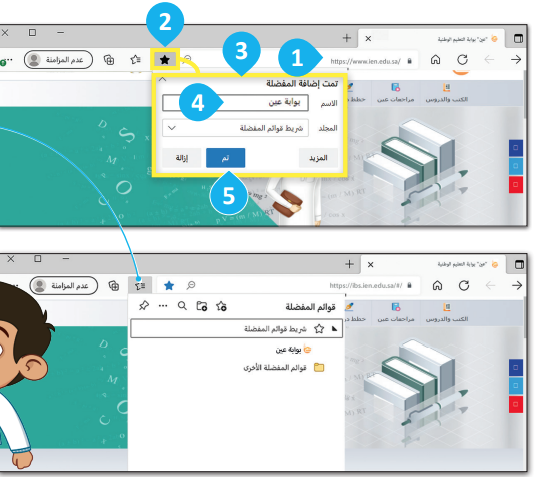 2
"عين" بوابة التعليم الوطنية
3
1
https://www.ien.edu.sa/
عدم المزامنة
تمت إضافة المفضلة
4
الاسم
بوابة عين
الكتب والدروس
مراجعات عين
المجلد
شريط قوائم المفضلة
المزيد
تم
إزالة
5
"عين" بوابة التعليم الوطنية
https://ibs.ien.edu.sa/#/
عدم المزامنة
قوائم المفضلة
الكتب والدروس
مراجعات عين
شريط قوائم المفضلة
بوابة عين
قوائم المفضلة الأخرى